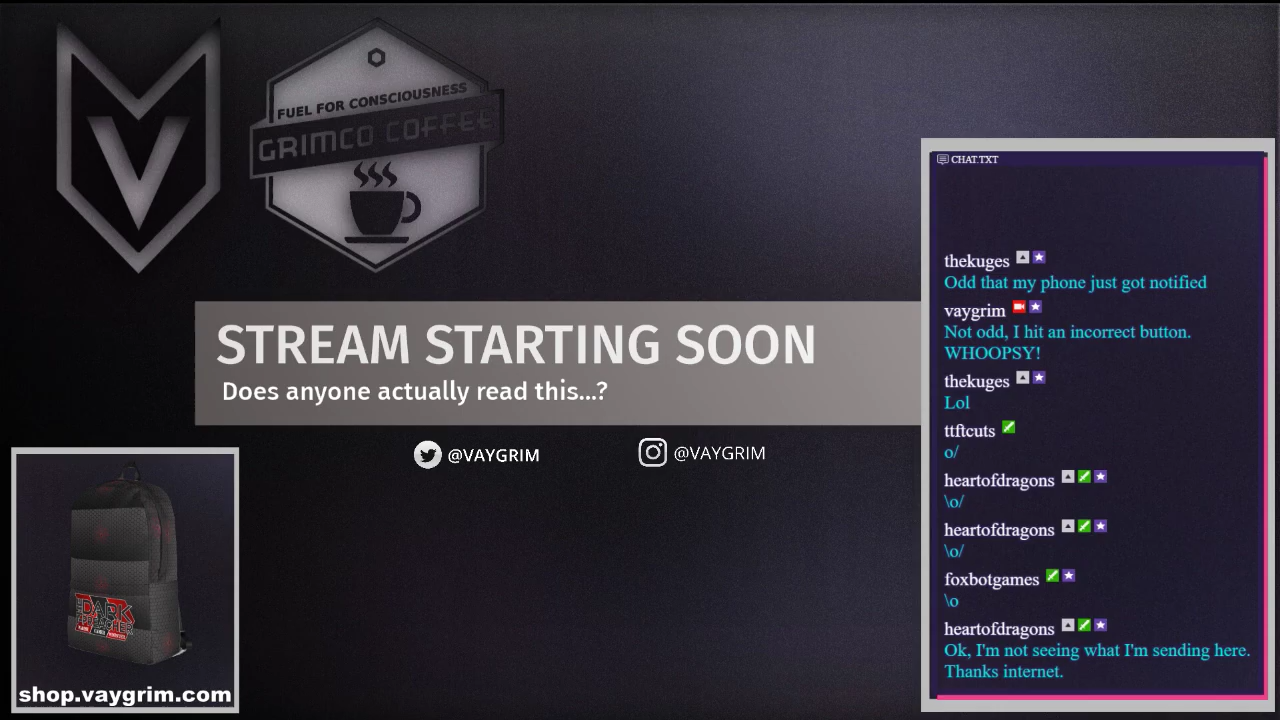 FUEL FOR CONSCIOUSNESS
GRIMCO COFFEE
V
STREAM STARTING SOON
Does anyone actually read this...?
@VAYGRIM
@VAYGRIM
DARK
shop.vaygrim.com
CHAT.TXT
thekuges
Odd that my phone just got notified
vaygrim
Not odd, I hit an incorrect button.
WHOOPSY!
thekuges
Lol
ttftcuts
o/
heartofdragons
\o/
heartofdragons
\o/
foxbotgames
\o
heartofdragons
Ok, I'm not seeing what I'm sending here.
Thanks internet.